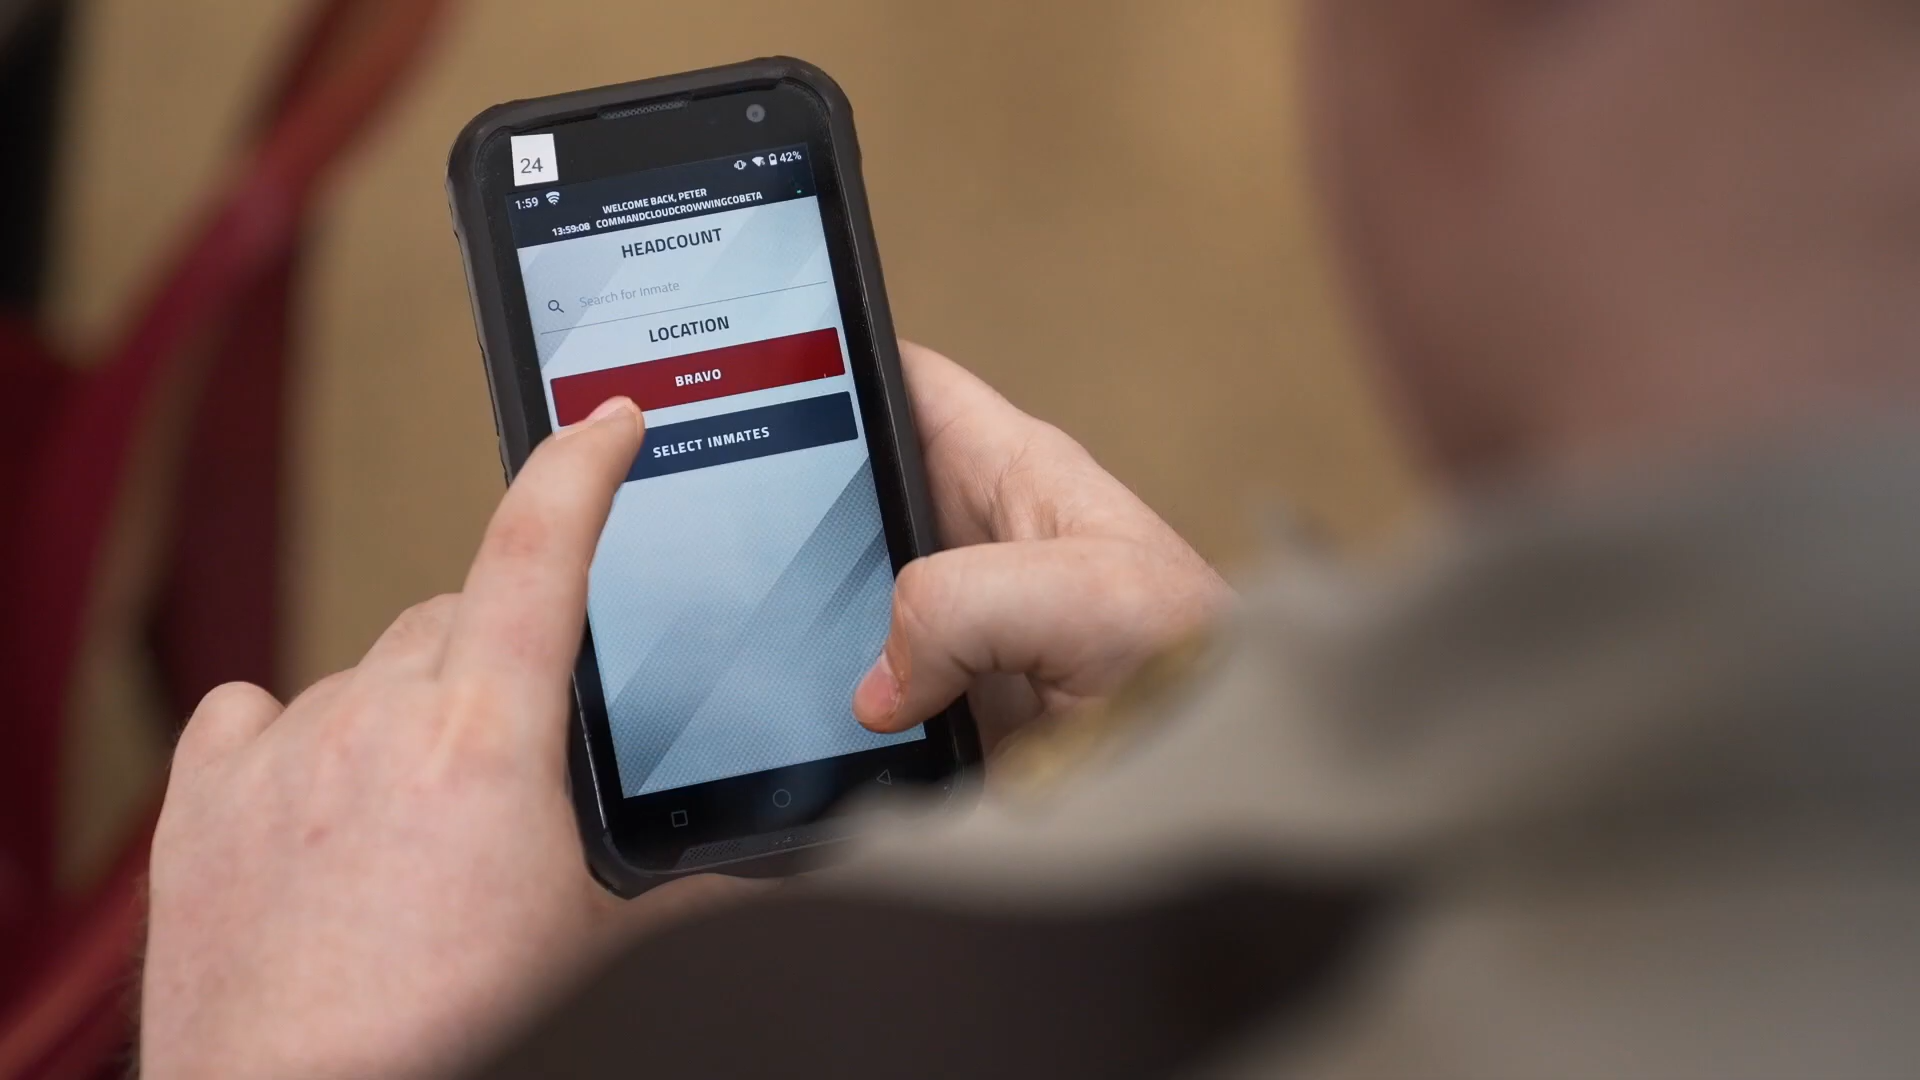 24
1:59
42%
WELCOME BACK, PETER
13:59:08 COMMANDCLOUDCROWWINGCOBETA
HEADCOUNT
Search for Inmate
LOCATION
BRAVO
SELECT INMATES